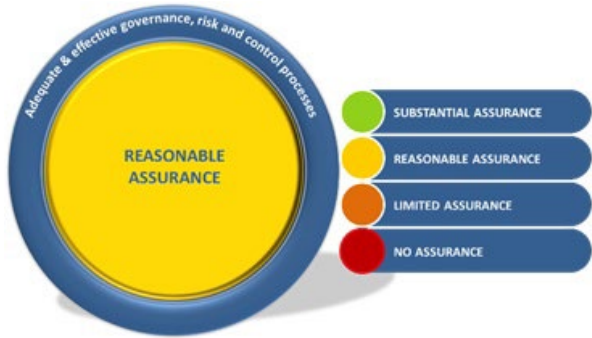 Adequate & effective governance, risk and control processes
REASONABLE
ASSURANCE
SUBSTANTIAL ASSURANCE
REASONABLE ASSURANCE
LIMITED ASSURANCE
NO ASSURANCE